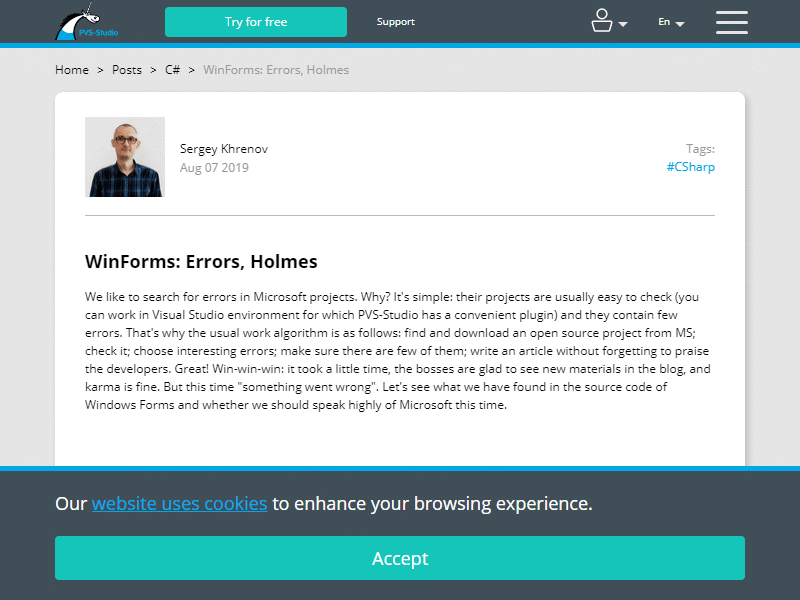 PVS-Studio
Try for free
Support
En
Home > Posts > C# > WinForms: Errors, Holmes
Sergey Khrenov
Aug 07 2019
Tags:
#CSharp
WinForms: Errors, Holmes
We like to search for errors in Microsoft projects. Why? It's simple: their projects are usually easy to check (you
can work in Visual Studio environment for which PVS-Studio has a convenient plugin) and they contain few
errors. That's why the usual work algorithm is as follows: find and download an open source project from MS;
check it; choose interesting errors; make sure there are few of them; write an article without forgetting to praise
the developers. Great! Win-win-win: it took a little time, the bosses are glad to see new materials in the blog, and
karma is fine. But this time "something went wrong". Let's see what we have found in the source code of
Windows Forms and whether we should speak highly of Microsoft this time.
Our website uses cookies to enhance your browsing experience.
Accept